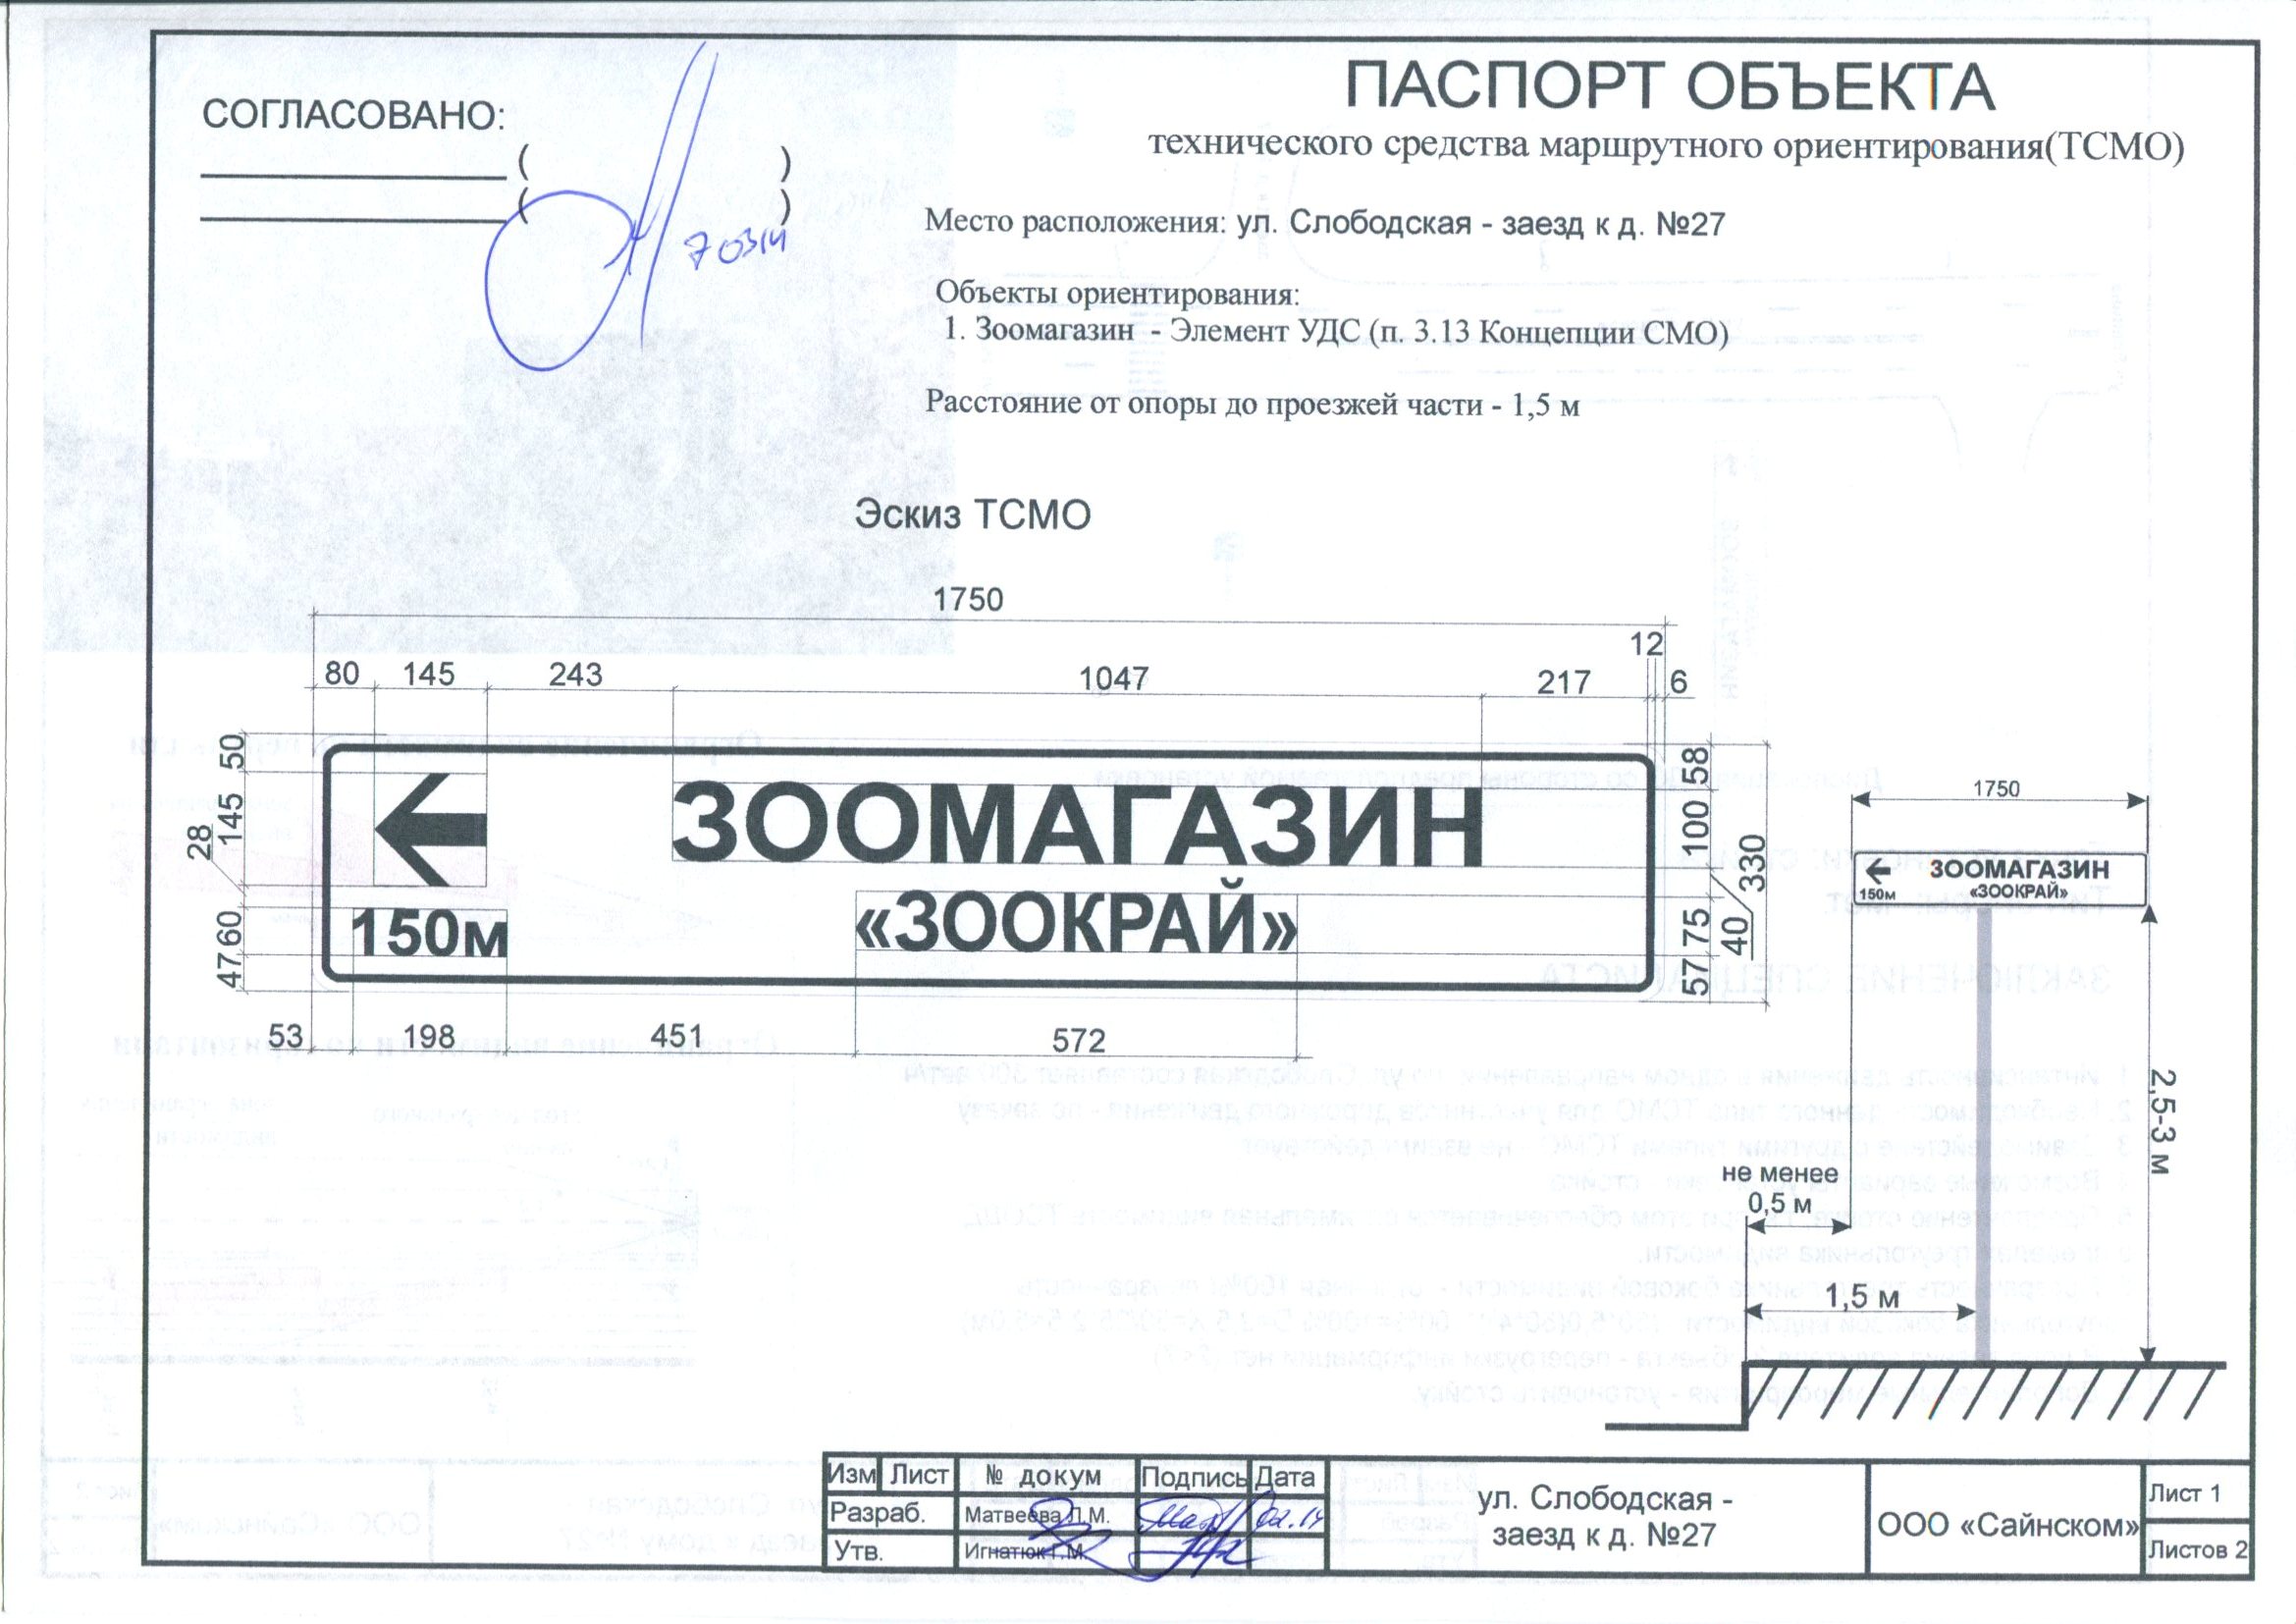 СОГЛАСОВАНО:
( )
( )
70314
ПАСПОРТ ОБЪЕКТА
технического средства маршрутного ориентирования(ТСМО)
Место расположения: ул. Слободская - заезд к д. №27
Объекты ориентирования:
1. Зоомагазин - Элемент УДС (п. 3.13 Концепции СМО)
Расстояние от опоры до проезжей части - 1,5 м
Эскиз ТСМО
1750
12
80 145 243 1047 217 6
50 145 28 60 47
ЗООМАГАЗИН
«ЗООКРАЙ»
150м
58 100 330 40 75 57
53 198 451 572
1750
ЗООМАГАЗИН
«ЗООКРАЙ»
150м
2,5-3 м
не менее
0,5 м
1,5 м
Изм Лист № докум Подпись Дата
Разраб. Матвеева Л.М. 02.14
Утв. Игнатюк Г.М.
ул. Слободская -
заезд к д. №27
ООО «Сайнском»
Лист 1
Листов 2